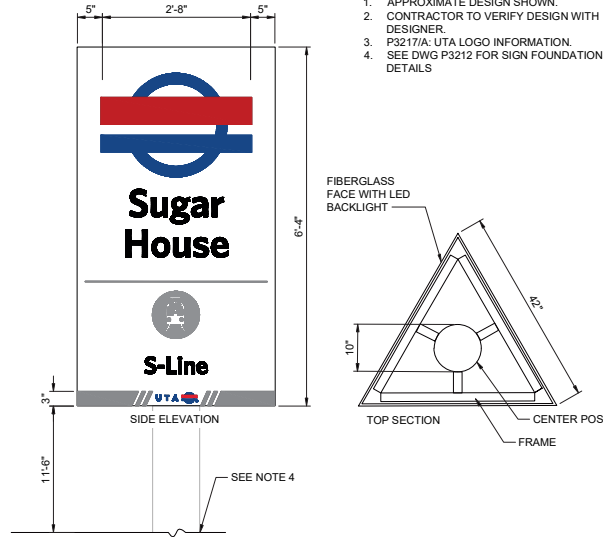 1. APPROXIMATE DESIGN SHOWN.
2. CONTRACTOR TO VERIFY DESIGN WITH
DESIGNER.
3. P3217/A: UTA LOGO INFORMATION.
4. SEE DWG P3212 FOR SIGN FOUNDATION
DETAILS
5"
2'-8"
5"
Sugar
House
6'-4"
S-Line
3"
UTA
SIDE ELEVATION
11'-6"
SEE NOTE 4
FIBERGLASS
FACE WITH LED
BACKLIGHT
42"
10"
TOP SECTION
CENTER POS
FRAME